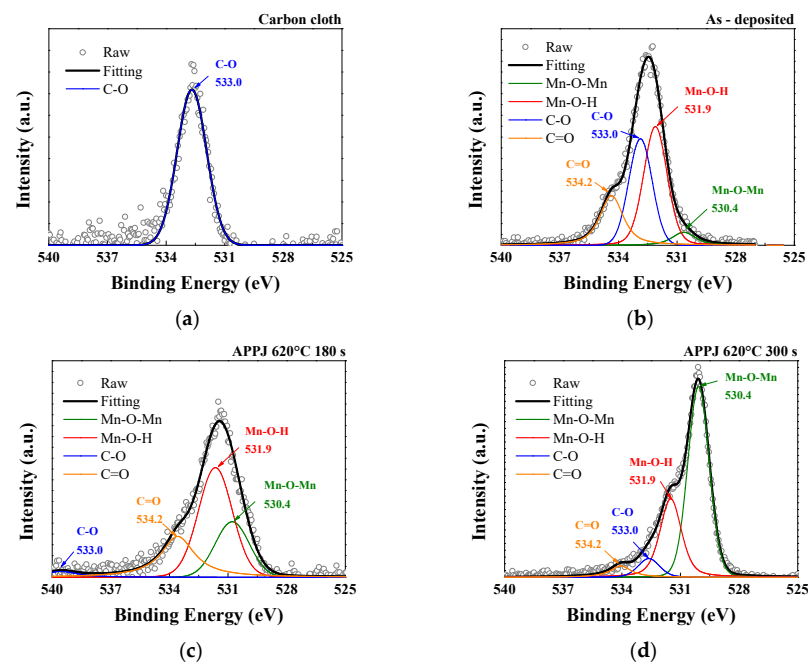 Carbon cloth
Raw
Fitting
C-O
C-O
533.0
Intensity (a.u.)
540 537 534 531 528 525
Binding Energy (eV)
(a)
As - deposited
Raw
Fitting
Mn-O-Mn
Mn-O-H
C-O
C=O
Mn-O-H
531.9
C-O
533.0
C=O
534.2
Mn-O-Mn
530.4
Intensity (a.u.)
540 537 534 531 528 525
Binding Energy (eV)
(b)
APPJ 620°C 180 s
Raw
Fitting
Mn-O-Mn
Mn-O-H
C-O
C=O
Mn-O-H
531.9
Mn-O-Mn
530.4
C=O
534.2
C-O
533.0
Intensity (a.u.)
540 537 534 531 528 525
Binding Energy (eV)
(c)
APPJ 620°C 300 s
Raw
Fitting
Mn-O-Mn
Mn-O-H
C-O
C=O
Mn-O-Mn
530.4
Mn-O-H
531.9
C-O
533.0
C=O
534.2
Intensity (a.u.)
540 537 534 531 528 525
Binding Energy (eV)
(d)